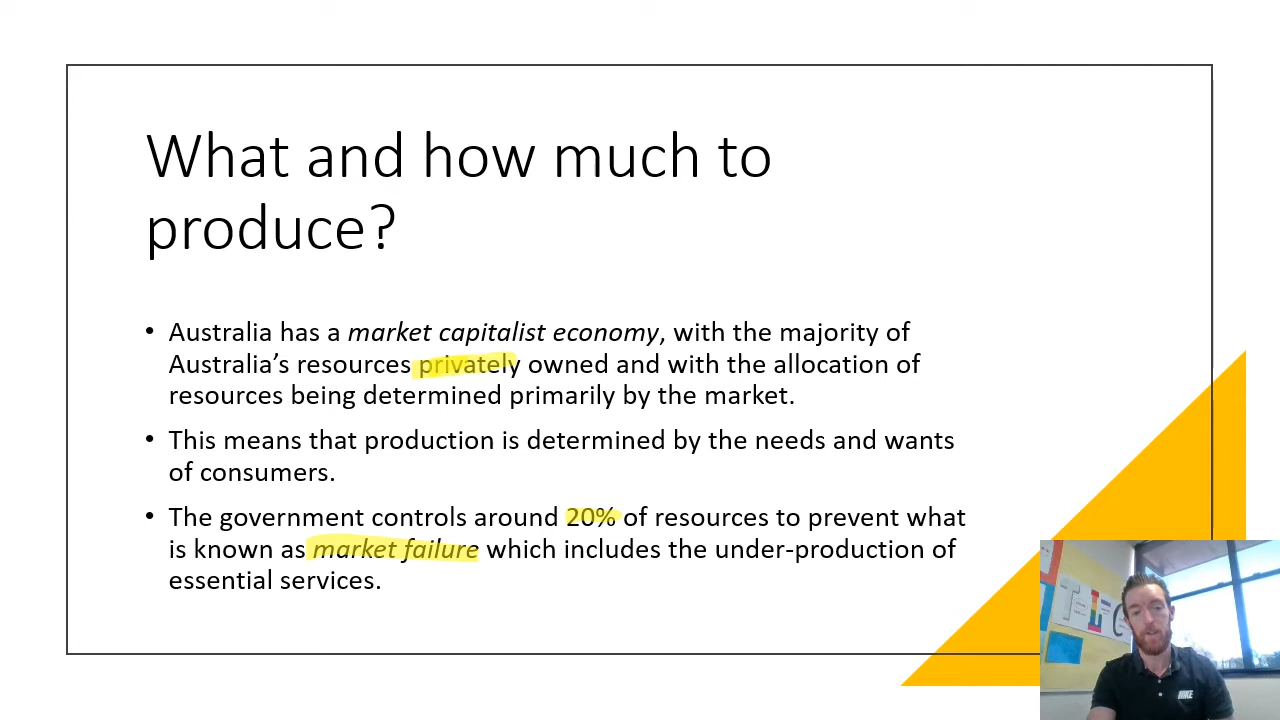 What and how much to
produce?
• Australia has a market capitalist economy, with the majority of
Australia’s resources privately owned and with the allocation of
resources being determined primarily by the market.
• This means that production is determined by the needs and wants
of consumers.
• The government controls around 20% of resources to prevent what
is known as market failure which includes the under-production of
essential services.
NIKE